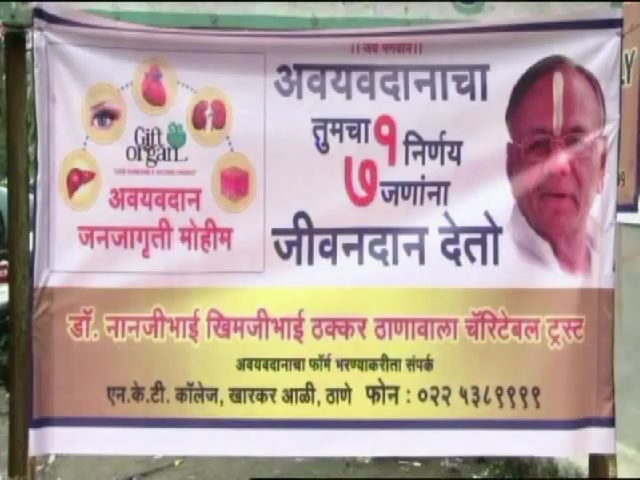 ।। जय भगवान।।
अवयवदानाचा
तुमचा १ निर्णय
७ जणांना
जीवनदान देतो
Gift
organ
अवयवदान
जनजागृती मोहीम
डॉ. नानजीभाई खिमजीभाई ठक्कर ठाणावाला चॅरिटेबल ट्रस्ट
अवयवदानाचा फॉर्म भरण्याकरीता संपर्क
एन.के.टी. कॉलेज, खारकर आळी, ठाणे फोन : ०२२ ५३८९९९९